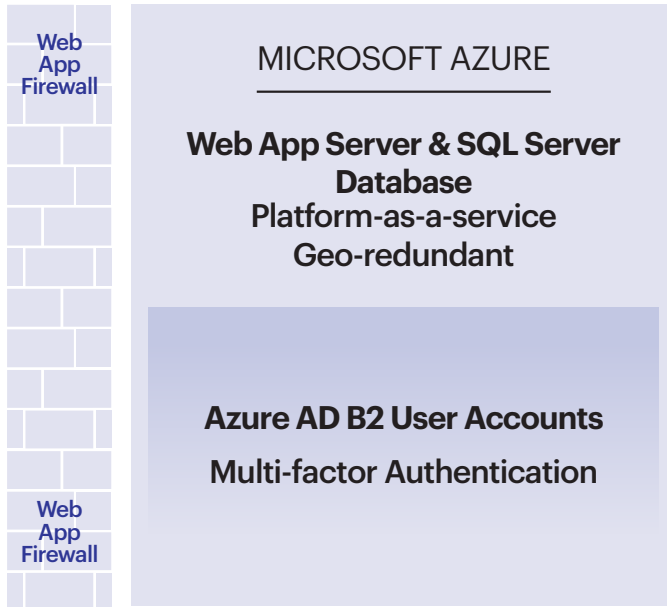 Web
App
Firewall
MICROSOFT AZURE
Web App Server & SQL Server
Database
Platform-as-a-service
Geo-redundant
Azure AD B2 User Accounts
Multi-factor Authentication
Web
App
Firewall